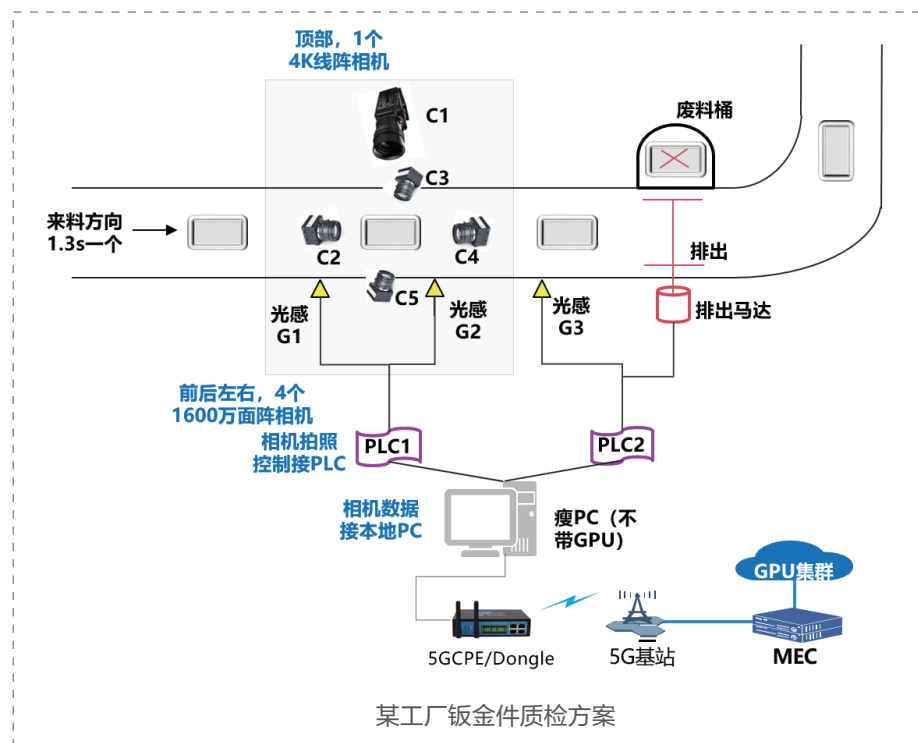 顶部，1个
4K线阵相机
C1
废料桶
C3
来料方向
1.3s一个
C2
C4
排出
C5
光感
G1
光感
G2
光感
G3
排出马达
前后左右，4个
1600万面阵相机
相机拍照
控制接PLC
PLC1
PLC2
相机数据
接本地PC
瘦PC（不
带GPU）
GPU集群
5GCPE/Dongle
5G基站
MEC
某工厂钣金件质检方案